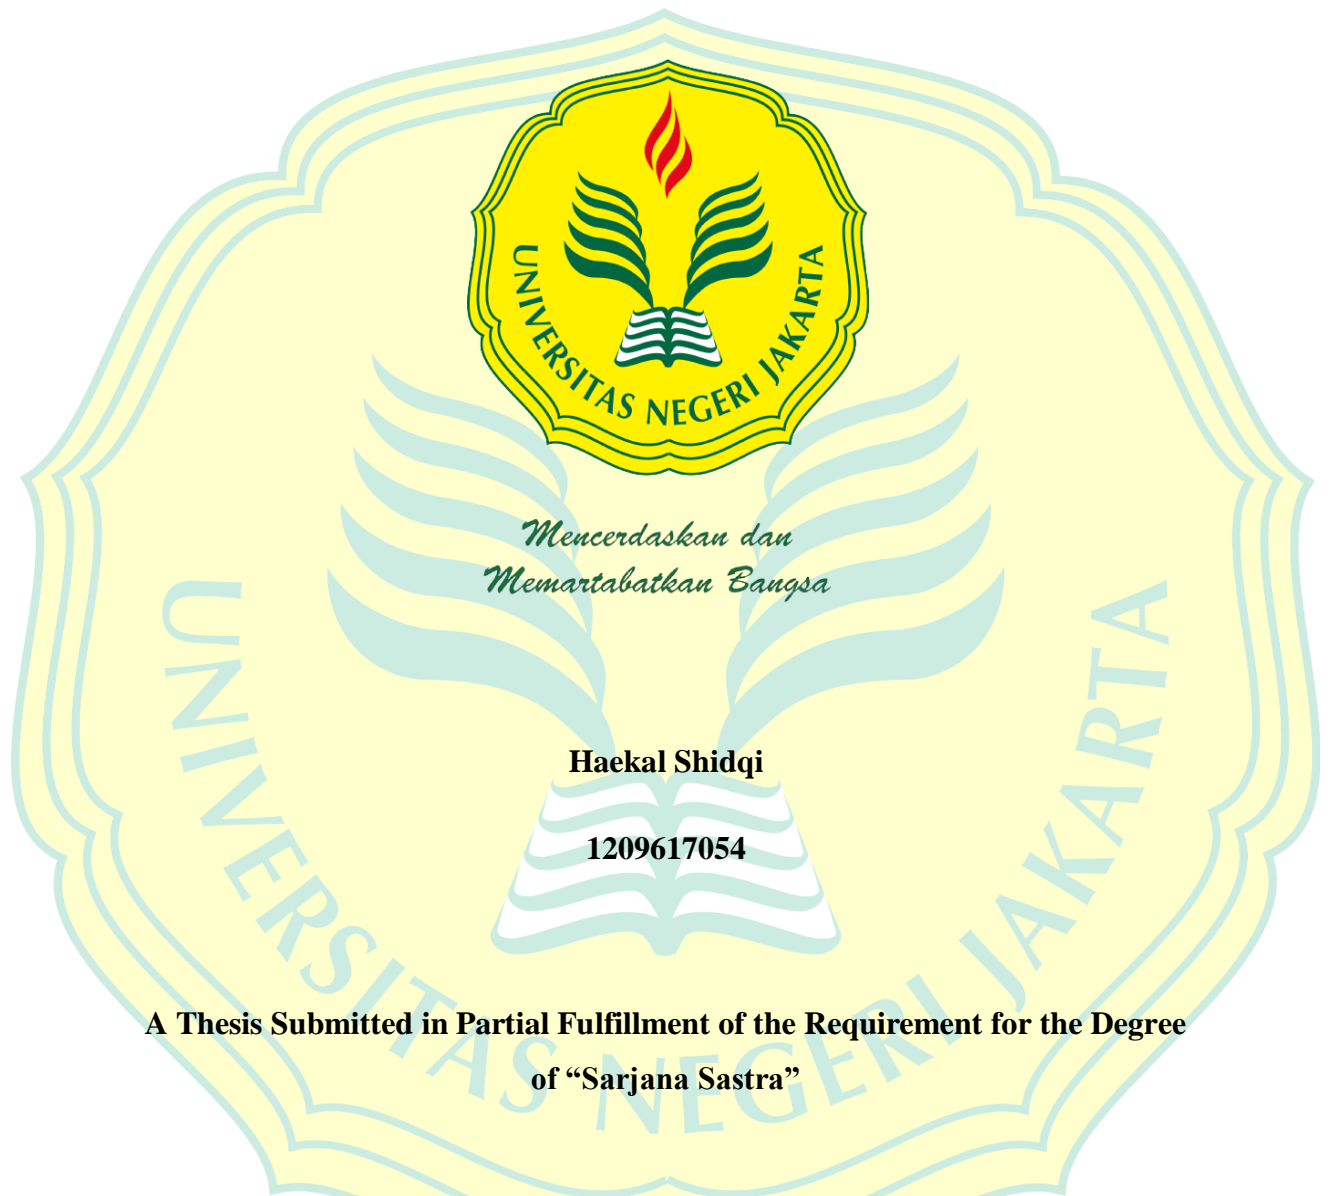 UNIVERSITAS NEGERI JAKARTA
Mencerdaskan dan
Memartabatkan Bangsa
Haekal Shidqi
1209617054
A Thesis Submitted in Partial Fulfillment of the Requirement for the Degree
of “Sarjana Sastra”
UNIVERSITAS NEGERI JAKARTA